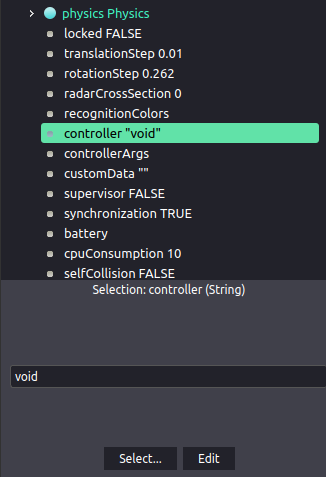 physics Physics
locked FALSE
translationStep 0.01
rotationStep 0.262
radarCrossSection 0
recognitionColors
controller "void"
controllerArgs
customData ""
supervisor FALSE
synchronization TRUE
battery
cpuConsumption 10
selfCollision FALSE
Selection: controller (String)
void
Select... Edit